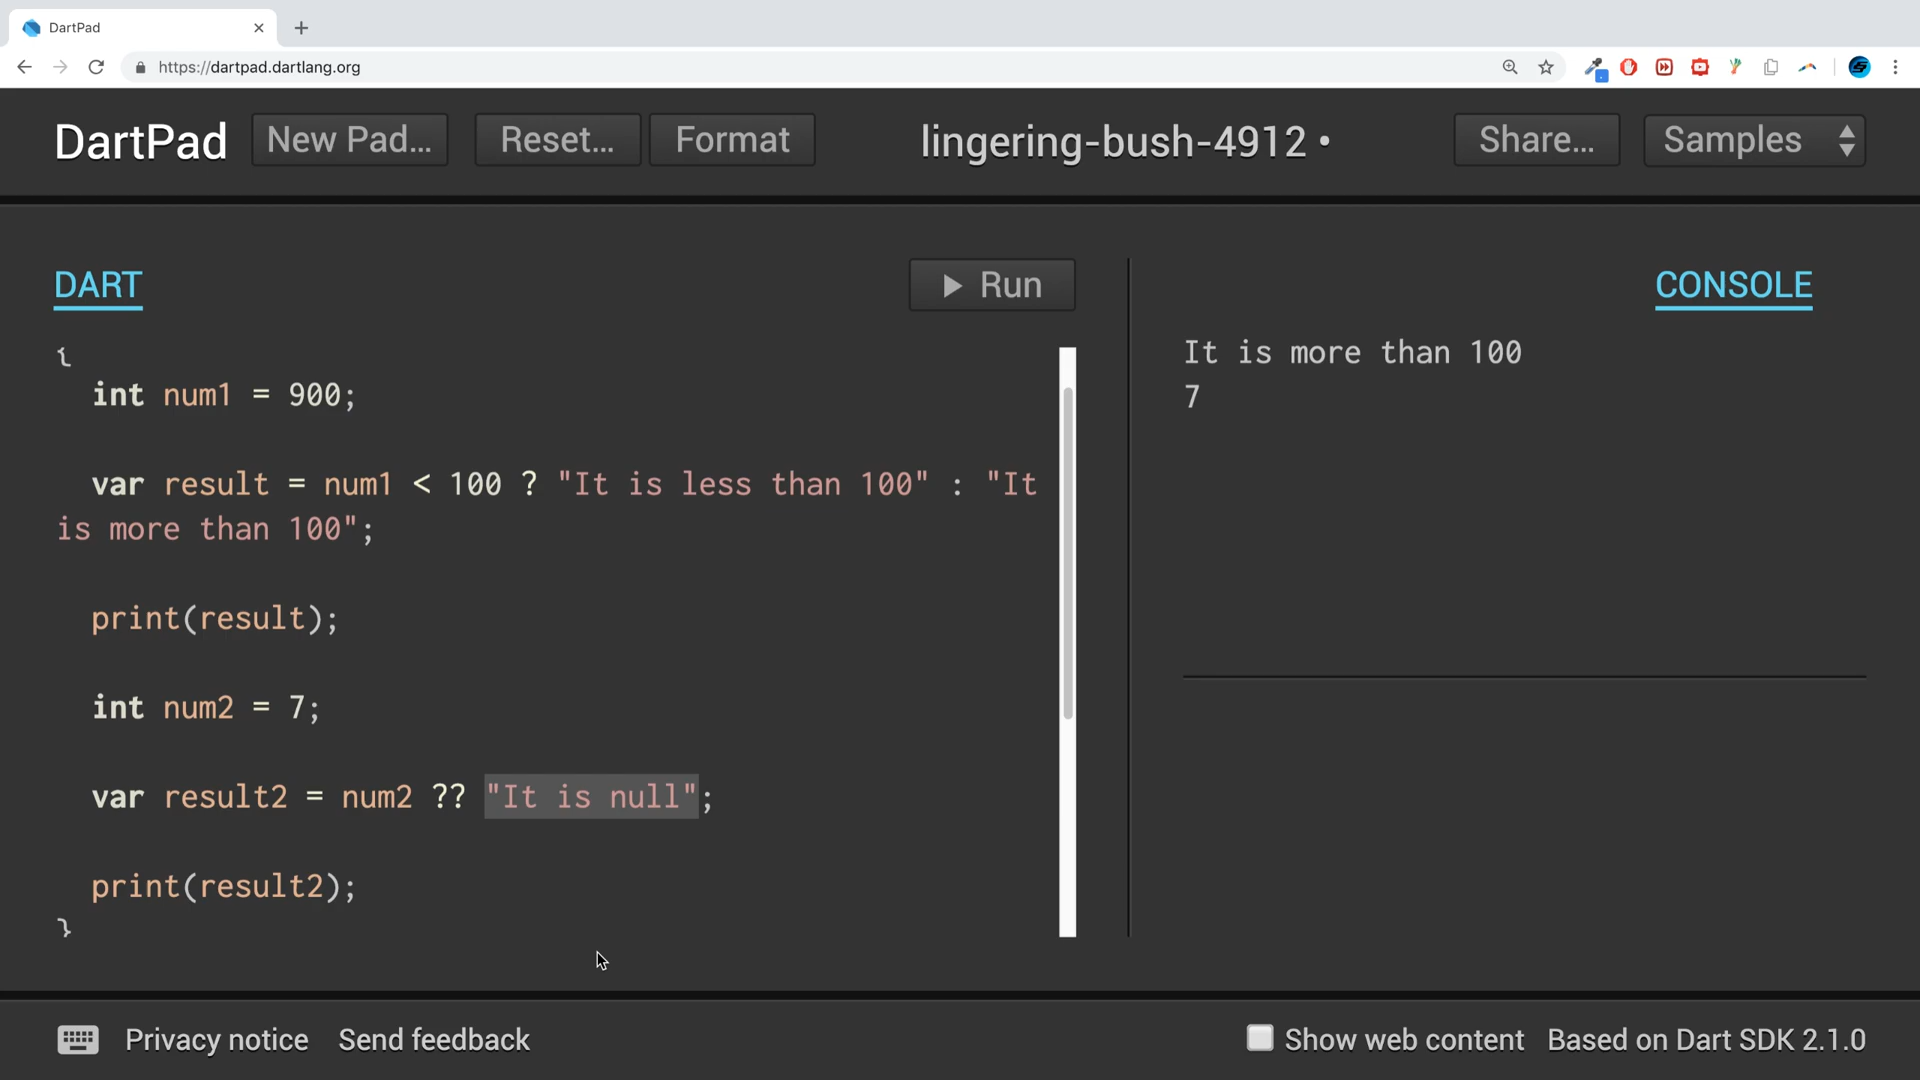 DartPad
https://dartpad.dartlang.org
DartPad
New Pad...
Reset...
Format
lingering-bush-4912 •
Share...
Samples
DART
Run
CONSOLE
{
int num1 = 900;
var result = num1 < 100 ? "It is less than 100" : "It
is more than 100";
print(result);
int num2 = 7;
var result2 = num2 ?? "It is null";
print(result2);
}
It is more than 100
7
Privacy notice
Send feedback
Show web content
Based on Dart SDK 2.1.0